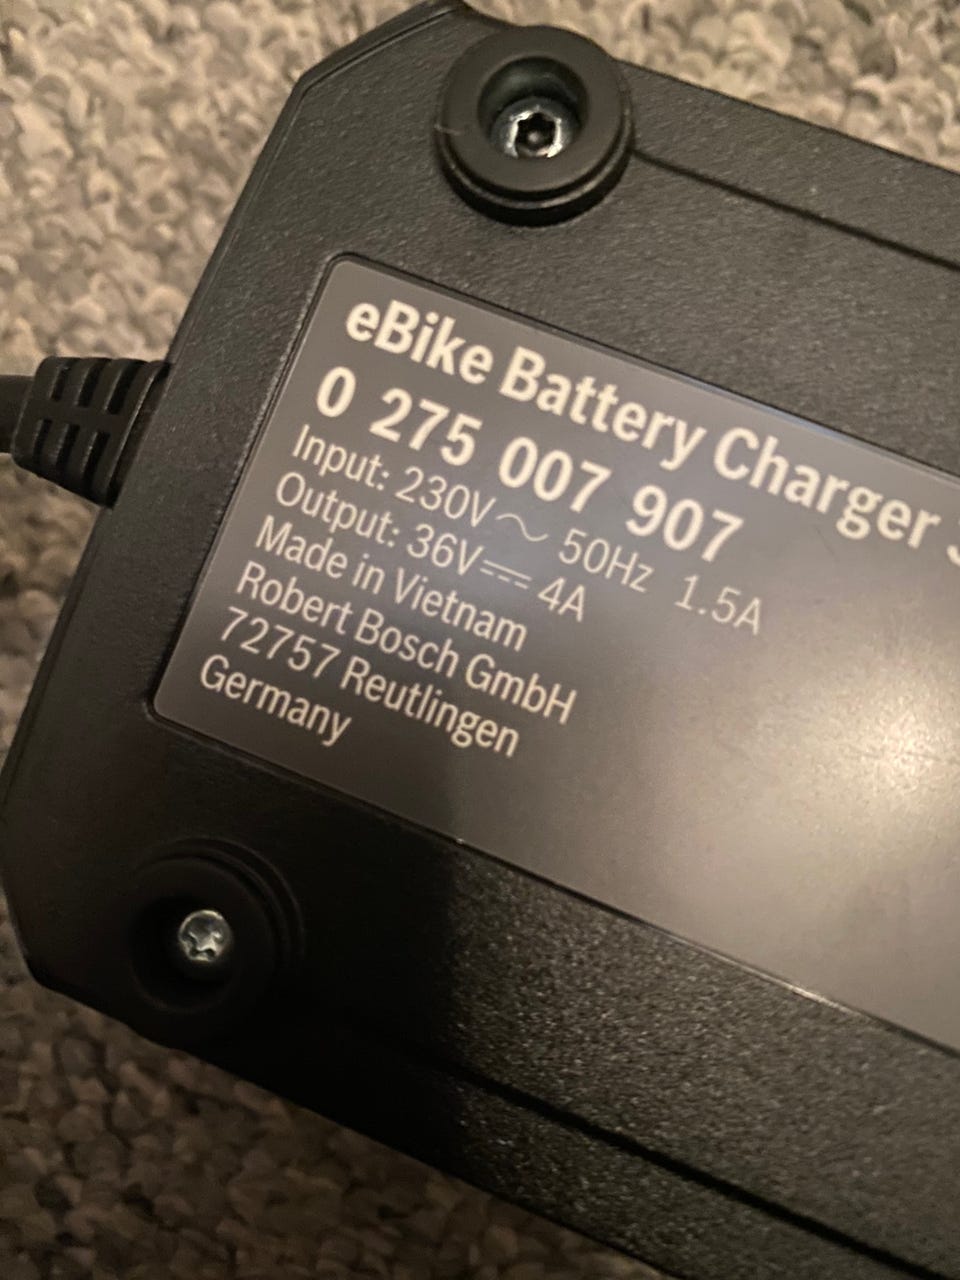 eBike Battery Charger
0 275 007 907
Input: 230V~ 50Hz 1.5A
Output: 36V⎓ 4A
Made in Vietnam
Robert Bosch GmbH
72757 Reutlingen
Germany